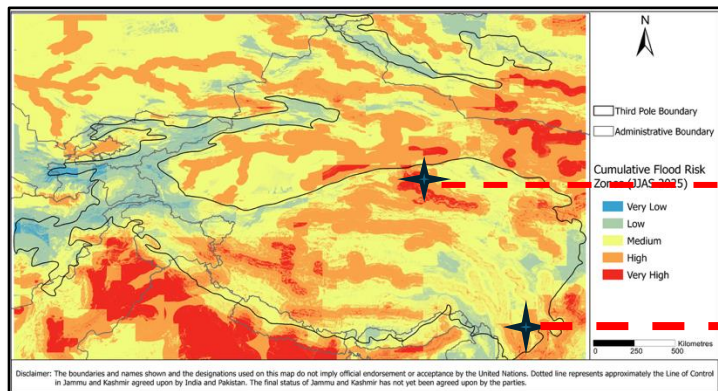 N
Third Pole Boundary
Administrative Boundary
Cumulative Flood Risk
Zones (JJAS 2025)
Very Low
Low
Medium
High
Very High
Kilometres
0 250 500
Disclaimer: The boundaries and names shown and the designations used on this map do not imply official endorsement or acceptance by the United Nations. Dotted line represents approximately the Line of Control
in Jammu and Kashmir agreed upon by India and Pakistan. The final status of Jammu and Kashmir has not yet been agreed upon by the parties.